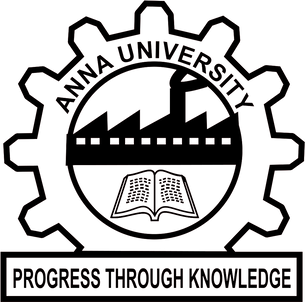 ANNA UNIVERSITY
PROGRESS THROUGH KNOWLEDGE